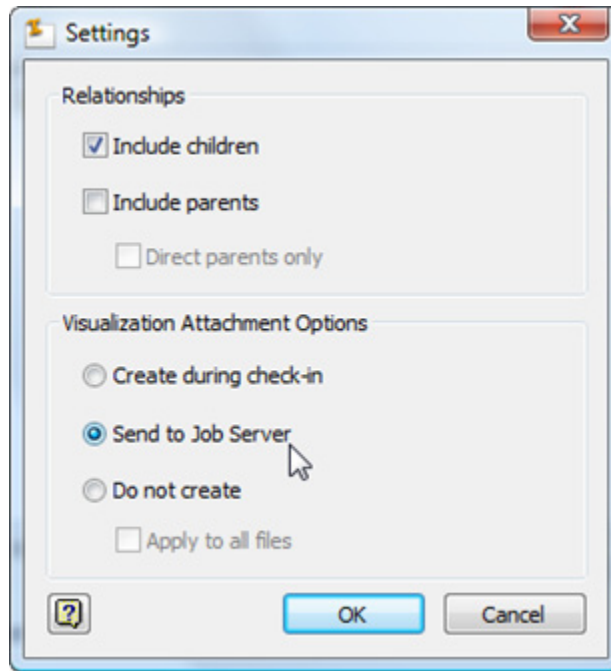 Settings
Relationships
Include children
Include parents
Direct parents only
Visualization Attachment Options
Create during check-in
Send to Job Server
Do not create
Apply to all files
?
OK
Cancel